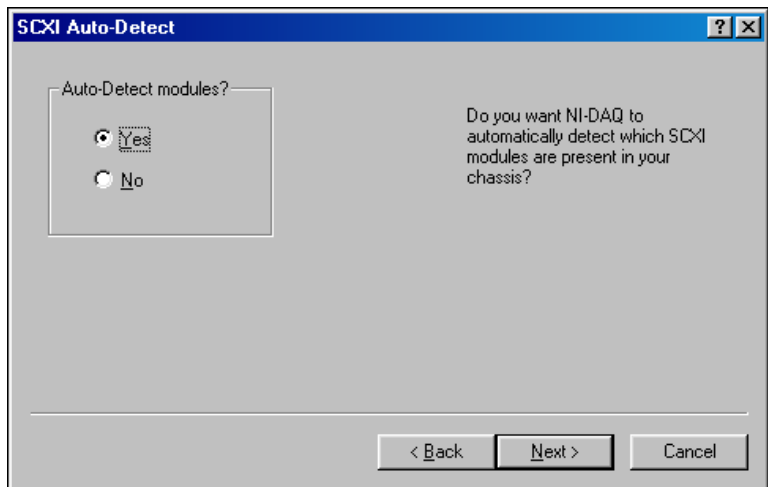 SCXI Auto-Detect
Auto-Detect modules?
Yes
No
Do you want NI-DAQ to
automatically detect which SCXI
modules are present in your
chassis?
< Back
Next >
Cancel